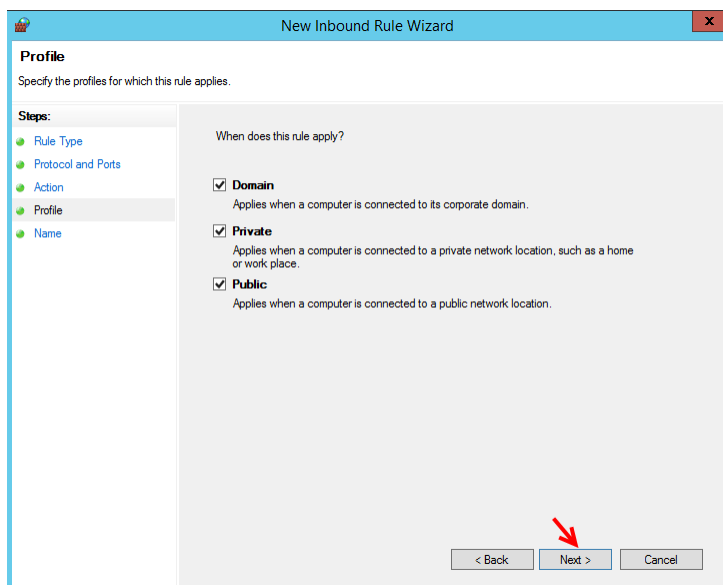 New Inbound Rule Wizard
x
Profile
Specify the profiles for which this rule applies.
Steps:
Rule Type
Protocol and Ports
Action
Profile
Name
When does this rule apply?
Domain
Applies when a computer is connected to its corporate domain.
Private
Applies when a computer is connected to a private network location, such as a home
or work place.
Public
Applies when a computer is connected to a public network location.
< Back
Next >
Cancel